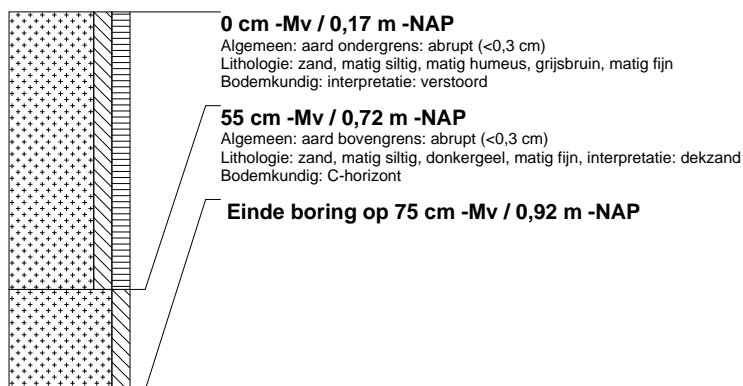 0 cm -Mv / 0,17 m -NAP
Algemeen: aard ondergrens: abrupt (<0,3 cm)
Lithologie: zand, matig siltig, matig humeus, grijsbruin, matig fijn
Bodemkundig: interpretatie: verstoord
55 cm -Mv / 0,72 m -NAP
Algemeen: aard bovengrens: abrupt (<0,3 cm)
Lithologie: zand, matig siltig, donkergeel, matig fijn, interpretatie: dekzand
Bodemkundig: C-horizont
Einde boring op 75 cm -Mv / 0,92 m -NAP